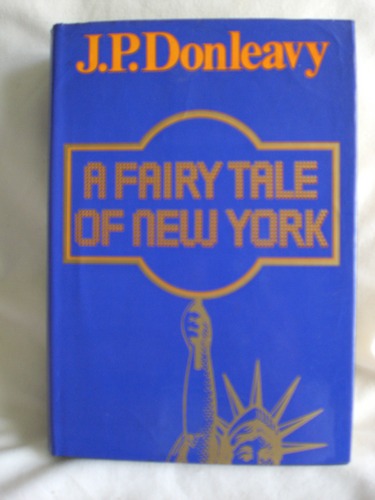 J.P. Donleavy
A FAIRY TALE
OF NEW YORK